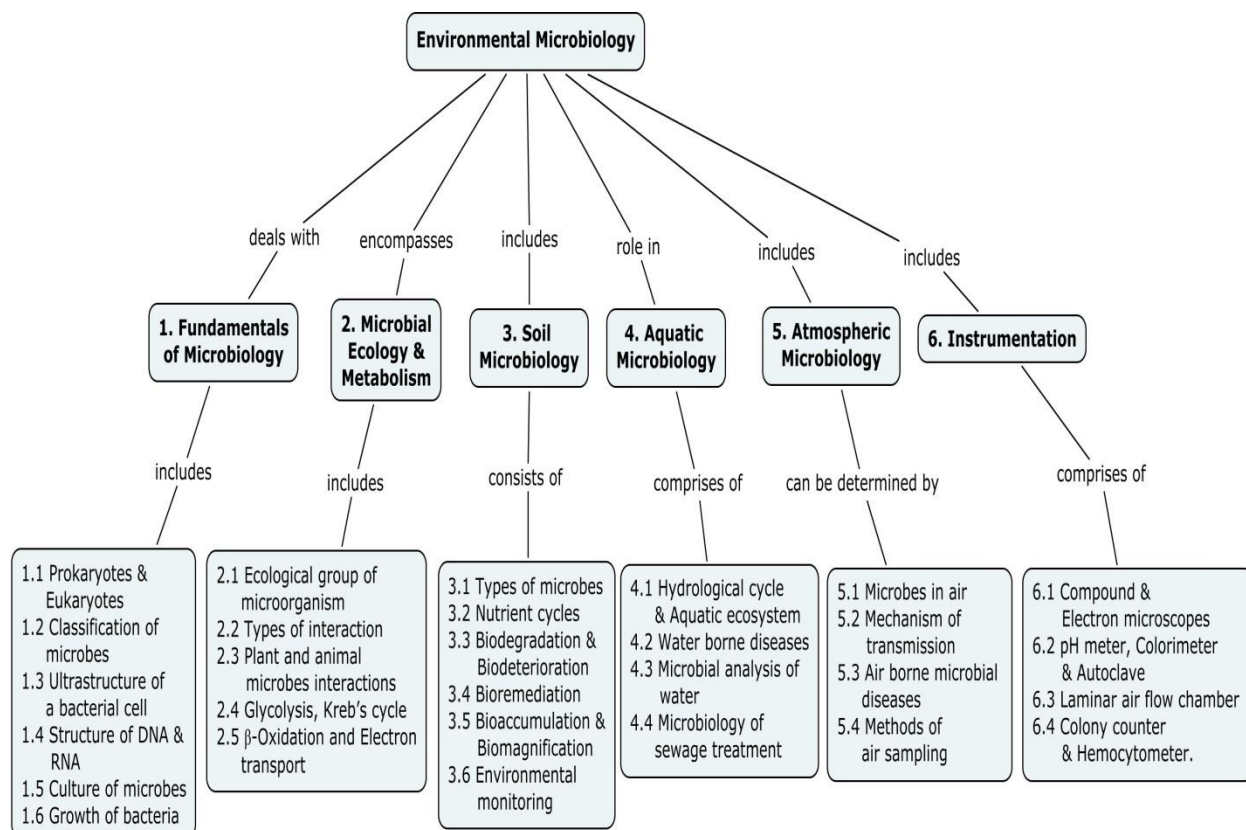 Environmental Microbiology
deals with
encompasses
includes
role in
includes
includes
1. Fundamentals
of Microbiology
2. Microbial
Ecology &
Metabolism
3. Soil
Microbiology
4. Aquatic
Microbiology
5. Atmospheric
Microbiology
6. Instrumentation
includes
includes
consists of
comprises of
can be determined by
comprises of
1.1 Prokaryotes &
Eukaryotes
1.2 Classification of
microbes
1.3 Ultrastructure of
a bacterial cell
1.4 Structure of DNA &
RNA
1.5 Culture of microbes
1.6 Growth of bacteria
2.1 Ecological group of
microorganism
2.2 Types of interaction
2.3 Plant and animal
microbes interactions
2.4 Glycolysis, Kreb's cycle
2.5 β-Oxidation and Electron
transport
3.1 Types of microbes
3.2 Nutrient cycles
3.3 Biodegradation &
Biodeterioration
3.4 Bioremediation
3.5 Bioaccumulation &
Biomagnification
3.6 Environmental
monitoring
4.1 Hydrological cycle
& Aquatic ecosystem
4.2 Water borne diseases
4.3 Microbial analysis of
water
4.4 Microbiology of
sewage treatment
5.1 Microbes in air
5.2 Mechanism of
transmission
5.3 Air borne microbial
diseases
5.4 Methods of
air sampling
6.1 Compound &
Electron microscopes
6.2 pH meter, Colorimeter
& Autoclave
6.3 Laminar air flow chamber
6.4 Colony counter
& Hemocytometer.